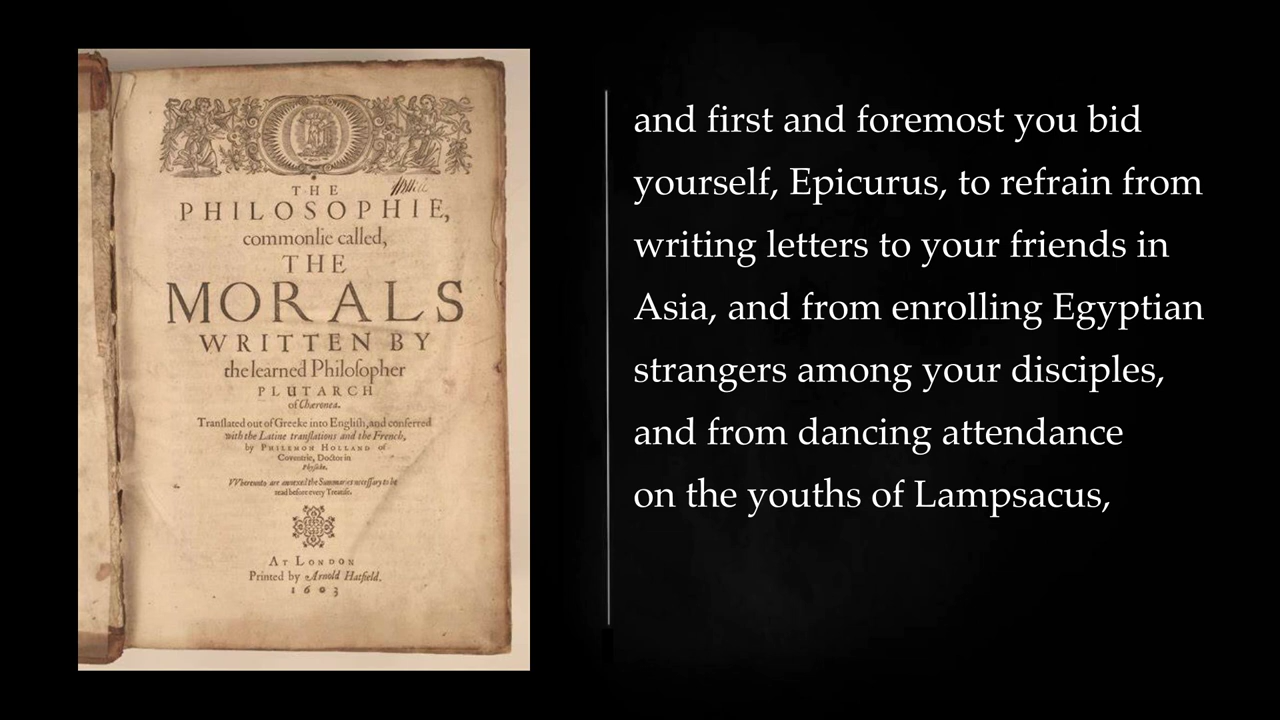 THE
PHILOSOPHIE,
commonlie called,
THE
MORALS
WRITTEN BY
the learned Philosopher
PLUTARCH
of Chæronea.
Translated out of Greeke into English, and conferred
with the Latine translations and the French,
by PHILEMON HOLLAND of
Coventrie, Doctor in
Physicke.
VVhereunto are annexed the Summaries necessary to be
read before every Treatise.
AT LONDON
Printed by Arnold Hatfield.
1603
and first and foremost you bid
yourself, Epicurus, to refrain from
writing letters to your friends in
Asia, and from enrolling Egyptian
strangers among your disciples,
and from dancing attendance
on the youths of Lampsacus,